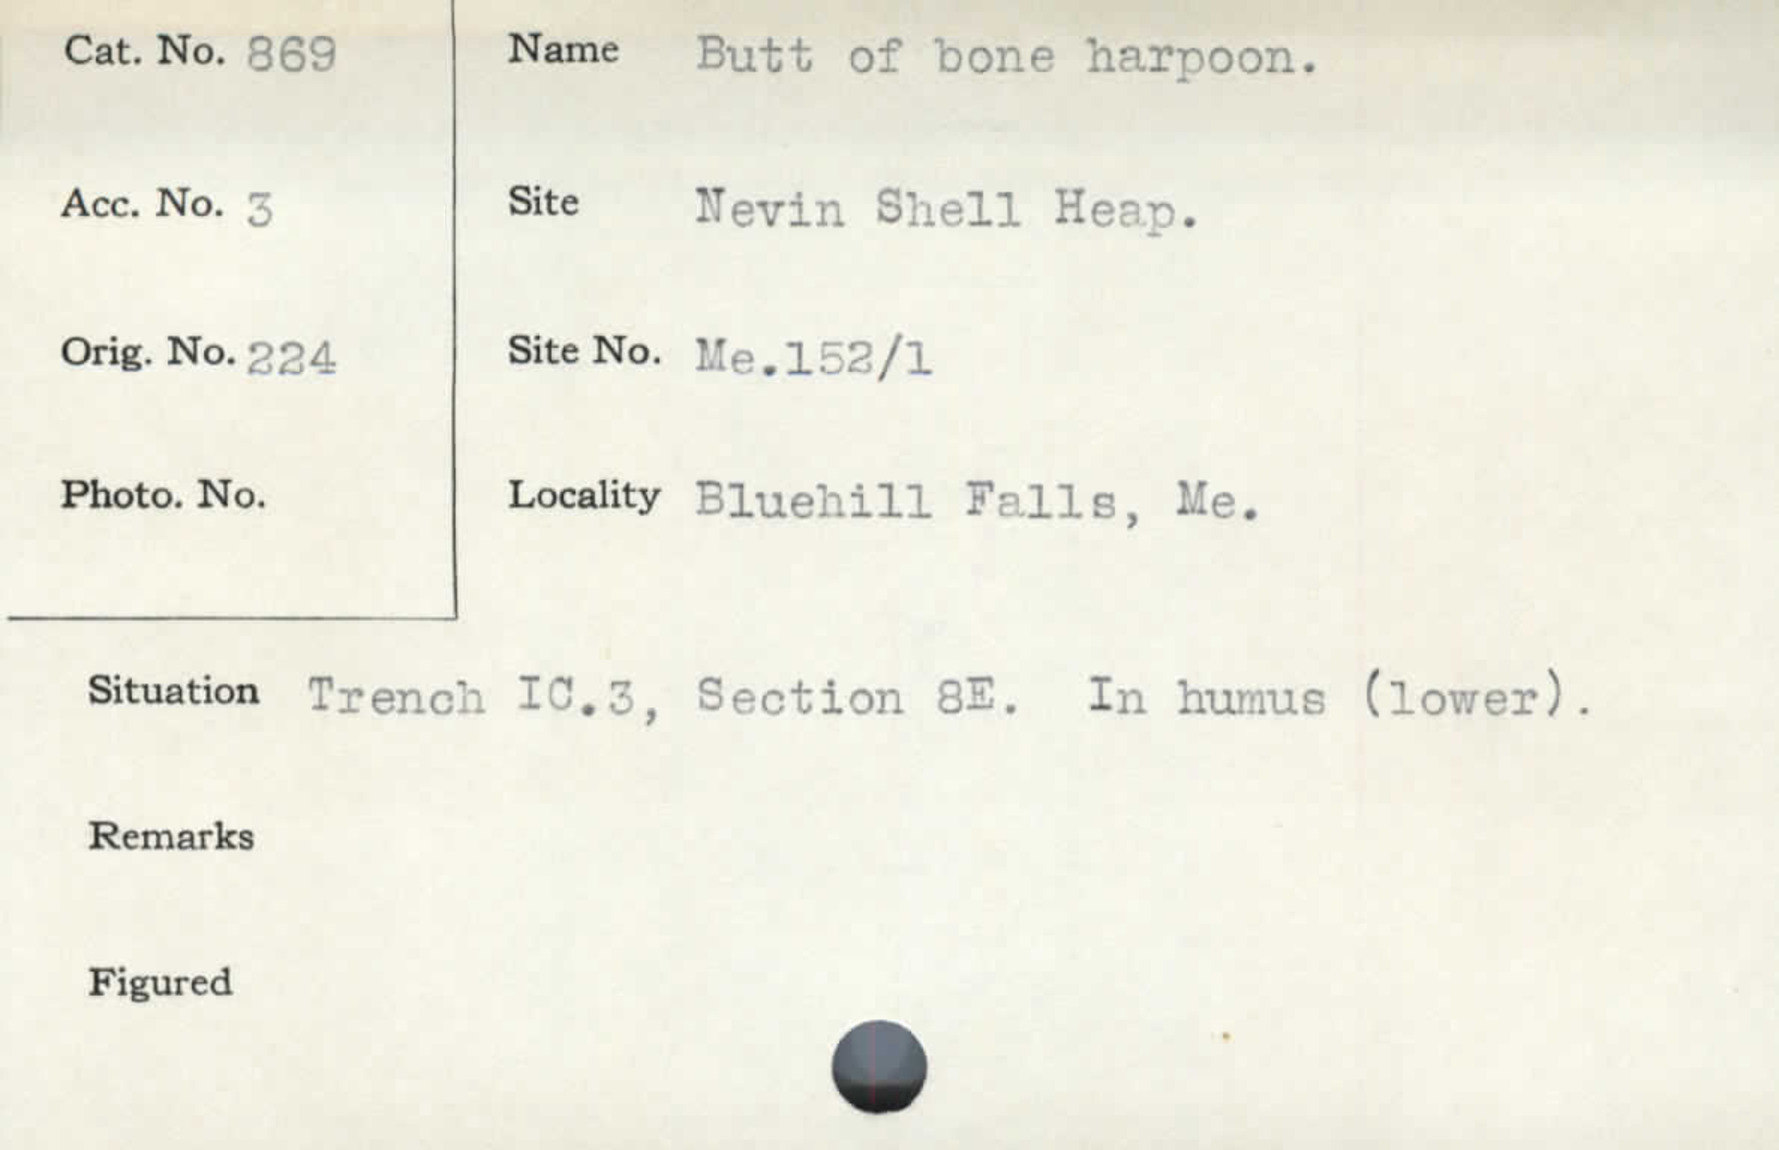 Cat. No. 869 Name Butt of bone harpoon.
Acc. No. 3 Site Nevin Shell Heap.
Orig. No. 224 Site No. Me.152/1
Photo. No. Locality Bluehill Falls, Me.
Situation Trench IC.3, Section 8E. In humus (lower).
Remarks
Figured